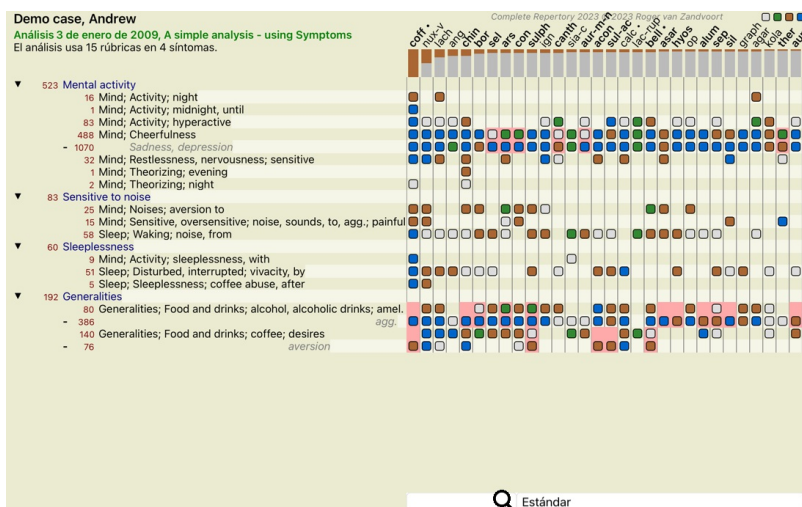 Demo case, Andrew
Complete Repertory 2023 © 2023 Roger van Zandvoort
Análisis 3 de enero de 2009, A simple analysis - using Symptoms
El análisis usa 15 rúbricas en 4 síntomas.
coff • nux-v lach ang chin bor sel ars con sulph ign canth sia-c aur-m-n acon sul-ac calc • lac-rup bell • asar hyos op alum sep sil graph agar kola ther
▼ 523 Mental activity
16 Mind; Activity; night
1 Mind; Activity; midnight, until
83 Mind; Activity; hyperactive
488 Mind; Cheerfulness
- 1070 Sadness, depression
32 Mind; Restlessness, nervousness; sensitive
1 Mind; Theorizing; evening
2 Mind; Theorizing; night
▼ 83 Sensitive to noise
25 Mind; Noises; aversion to
15 Mind; Sensitive, oversensitive; noise, sounds, to, agg.; painful
58 Sleep; Waking; noise, from
▼ 60 Sleeplessness
9 Mind; Activity; sleeplessness, with
51 Sleep; Disturbed, interrupted; vivacity, by
5 Sleep; Sleeplessness; coffee abuse, after
▼ 192 Generalities
80 Generalities; Food and drinks; alcohol, alcoholic drinks; amel.
- 386 agg.
140 Generalities; Food and drinks; coffee; desires
- 76 aversion
Estándar